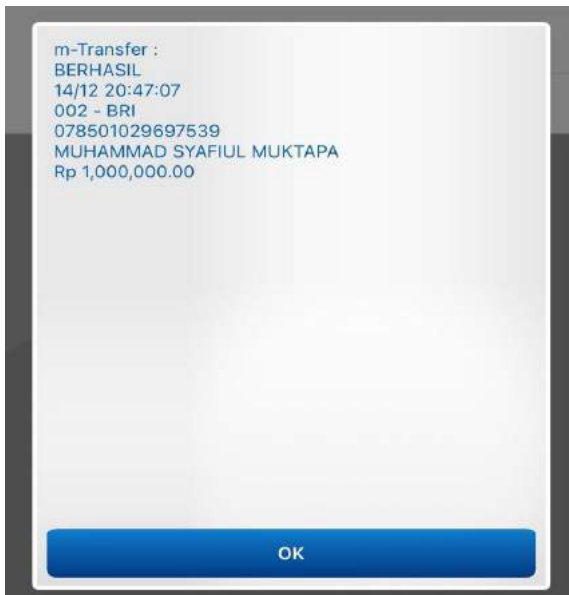 m-Transfer :
BERHASIL
14/12 20:47:07
002 - BRI
078501029697539
MUHAMMAD SYAFIUL MUKTAPA
Rp 1,000,000.00
OK